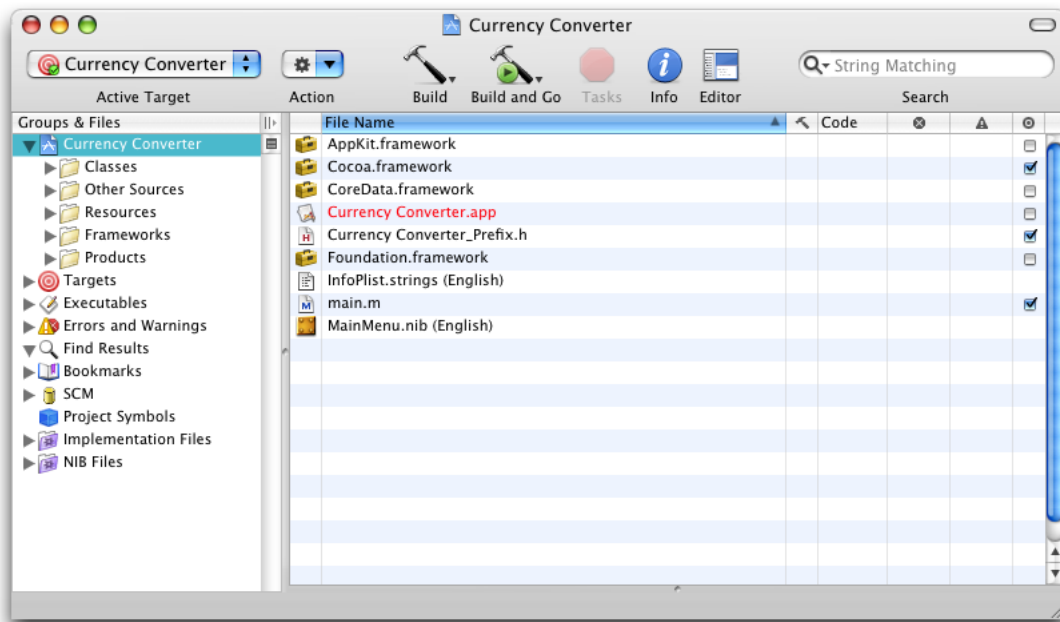 Currency Converter
Currency Converter
String Matching
Active Target
Action
Build
Build and Go
Tasks
Info
Editor
Search
Groups & Files
File Name
Code
Currency Converter
Classes
Other Sources
Resources
Frameworks
Products
Targets
Executables
Errors and Warnings
Find Results
Bookmarks
SCM
Project Symbols
Implementation Files
NIB Files
AppKit.framework
Cocoa.framework
CoreData.framework
Currency Converter.app
Currency Converter_Prefix.h
Foundation.framework
InfoPlist.strings (English)
main.m
MainMenu.nib (English)